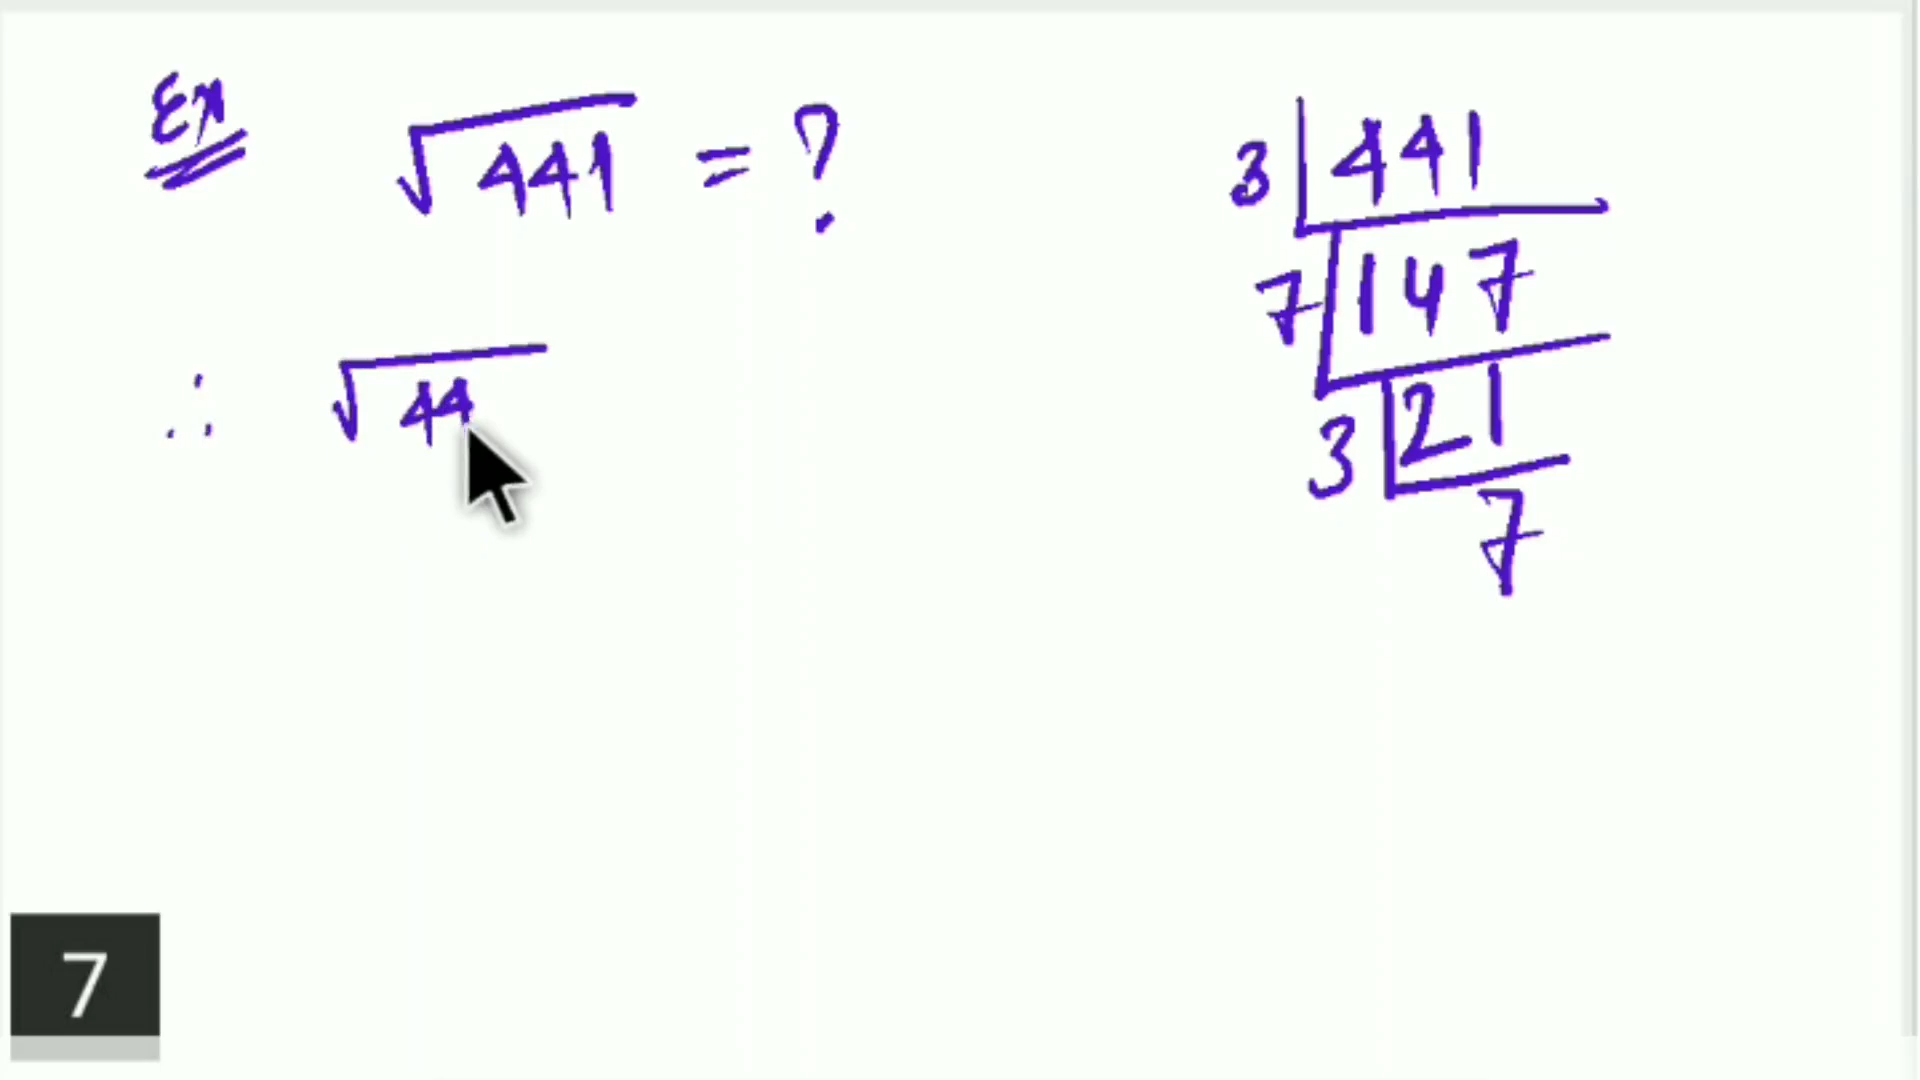 Ex
√441 = ?
∴ √44
3 | 441
7 | 147
3 | 21
7
7